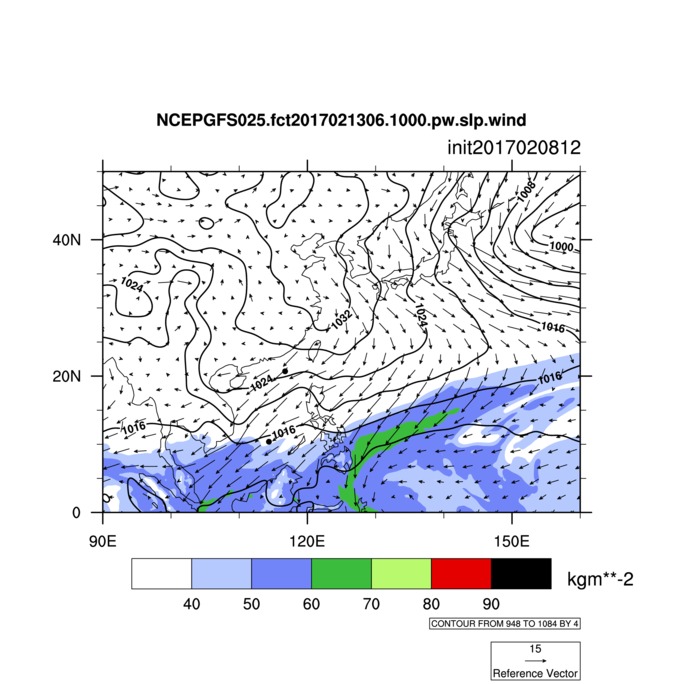 NCEPGFS025.fct2017021306.1000.pw.slp.wind
init2017020812
1008
40N
1000
1024
1032
1024
1016
20N
1024
1016
1016
1016
0
90E 120E 150E
kgm**-2
40 50 60 70 80 90
CONTOUR FROM 948 TO 1084 BY 4
15
Reference Vector